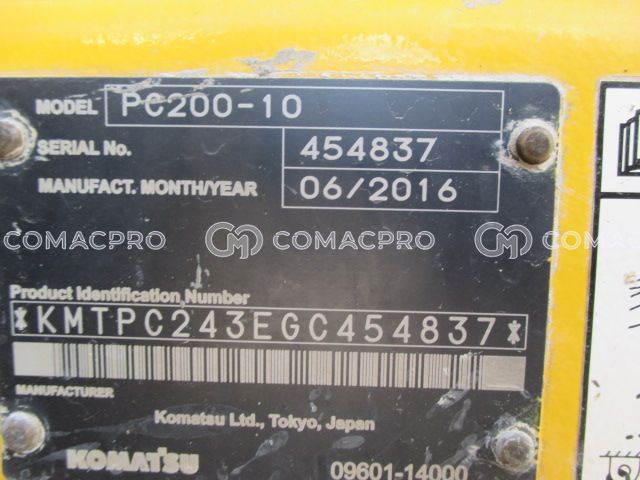 MODEL PC200-10
SERIAL No. 454837
MANUFACT. MONTH/YEAR 06/2016
COMACPRO COMACPRO
Product Identification Number
*KMTPC243EGC454837*
MANUFACTURER
Komatsu Ltd., Tokyo, Japan
KOMATSU 09601-14000